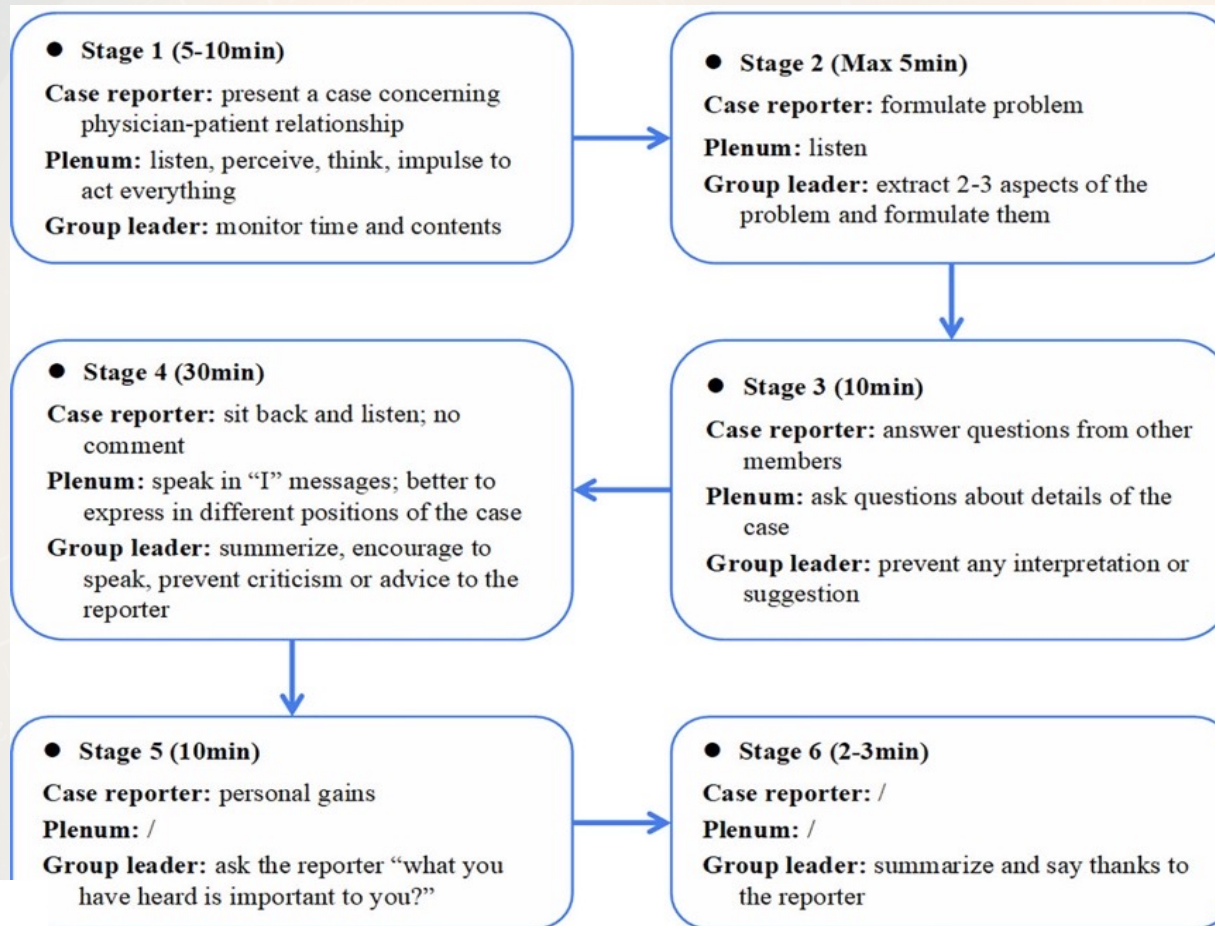 ● Stage 1 (5-10min)
Case reporter: present a case concerning
physician-patient relationship
Plenum: listen, perceive, think, impulse to
act everything
Group leader: monitor time and contents
● Stage 2 (Max 5min)
Case reporter: formulate problem
Plenum: listen
Group leader: extract 2-3 aspects of the
problem and formulate them
● Stage 3 (10min)
Case reporter: answer questions from other
members
Plenum: ask questions about details of the
case
Group leader: prevent any interpretation or
suggestion
● Stage 4 (30min)
Case reporter: sit back and listen; no
comment
Plenum: speak in “I” messages; better to
express in different positions of the case
Group leader: summerize, encourage to
speak, prevent criticism or advice to the
reporter
● Stage 5 (10min)
Case reporter: personal gains
Plenum: /
Group leader: ask the reporter “what you
have heard is important to you?”
● Stage 6 (2-3min)
Case reporter: /
Plenum: /
Group leader: summarize and say thanks to
the reporter